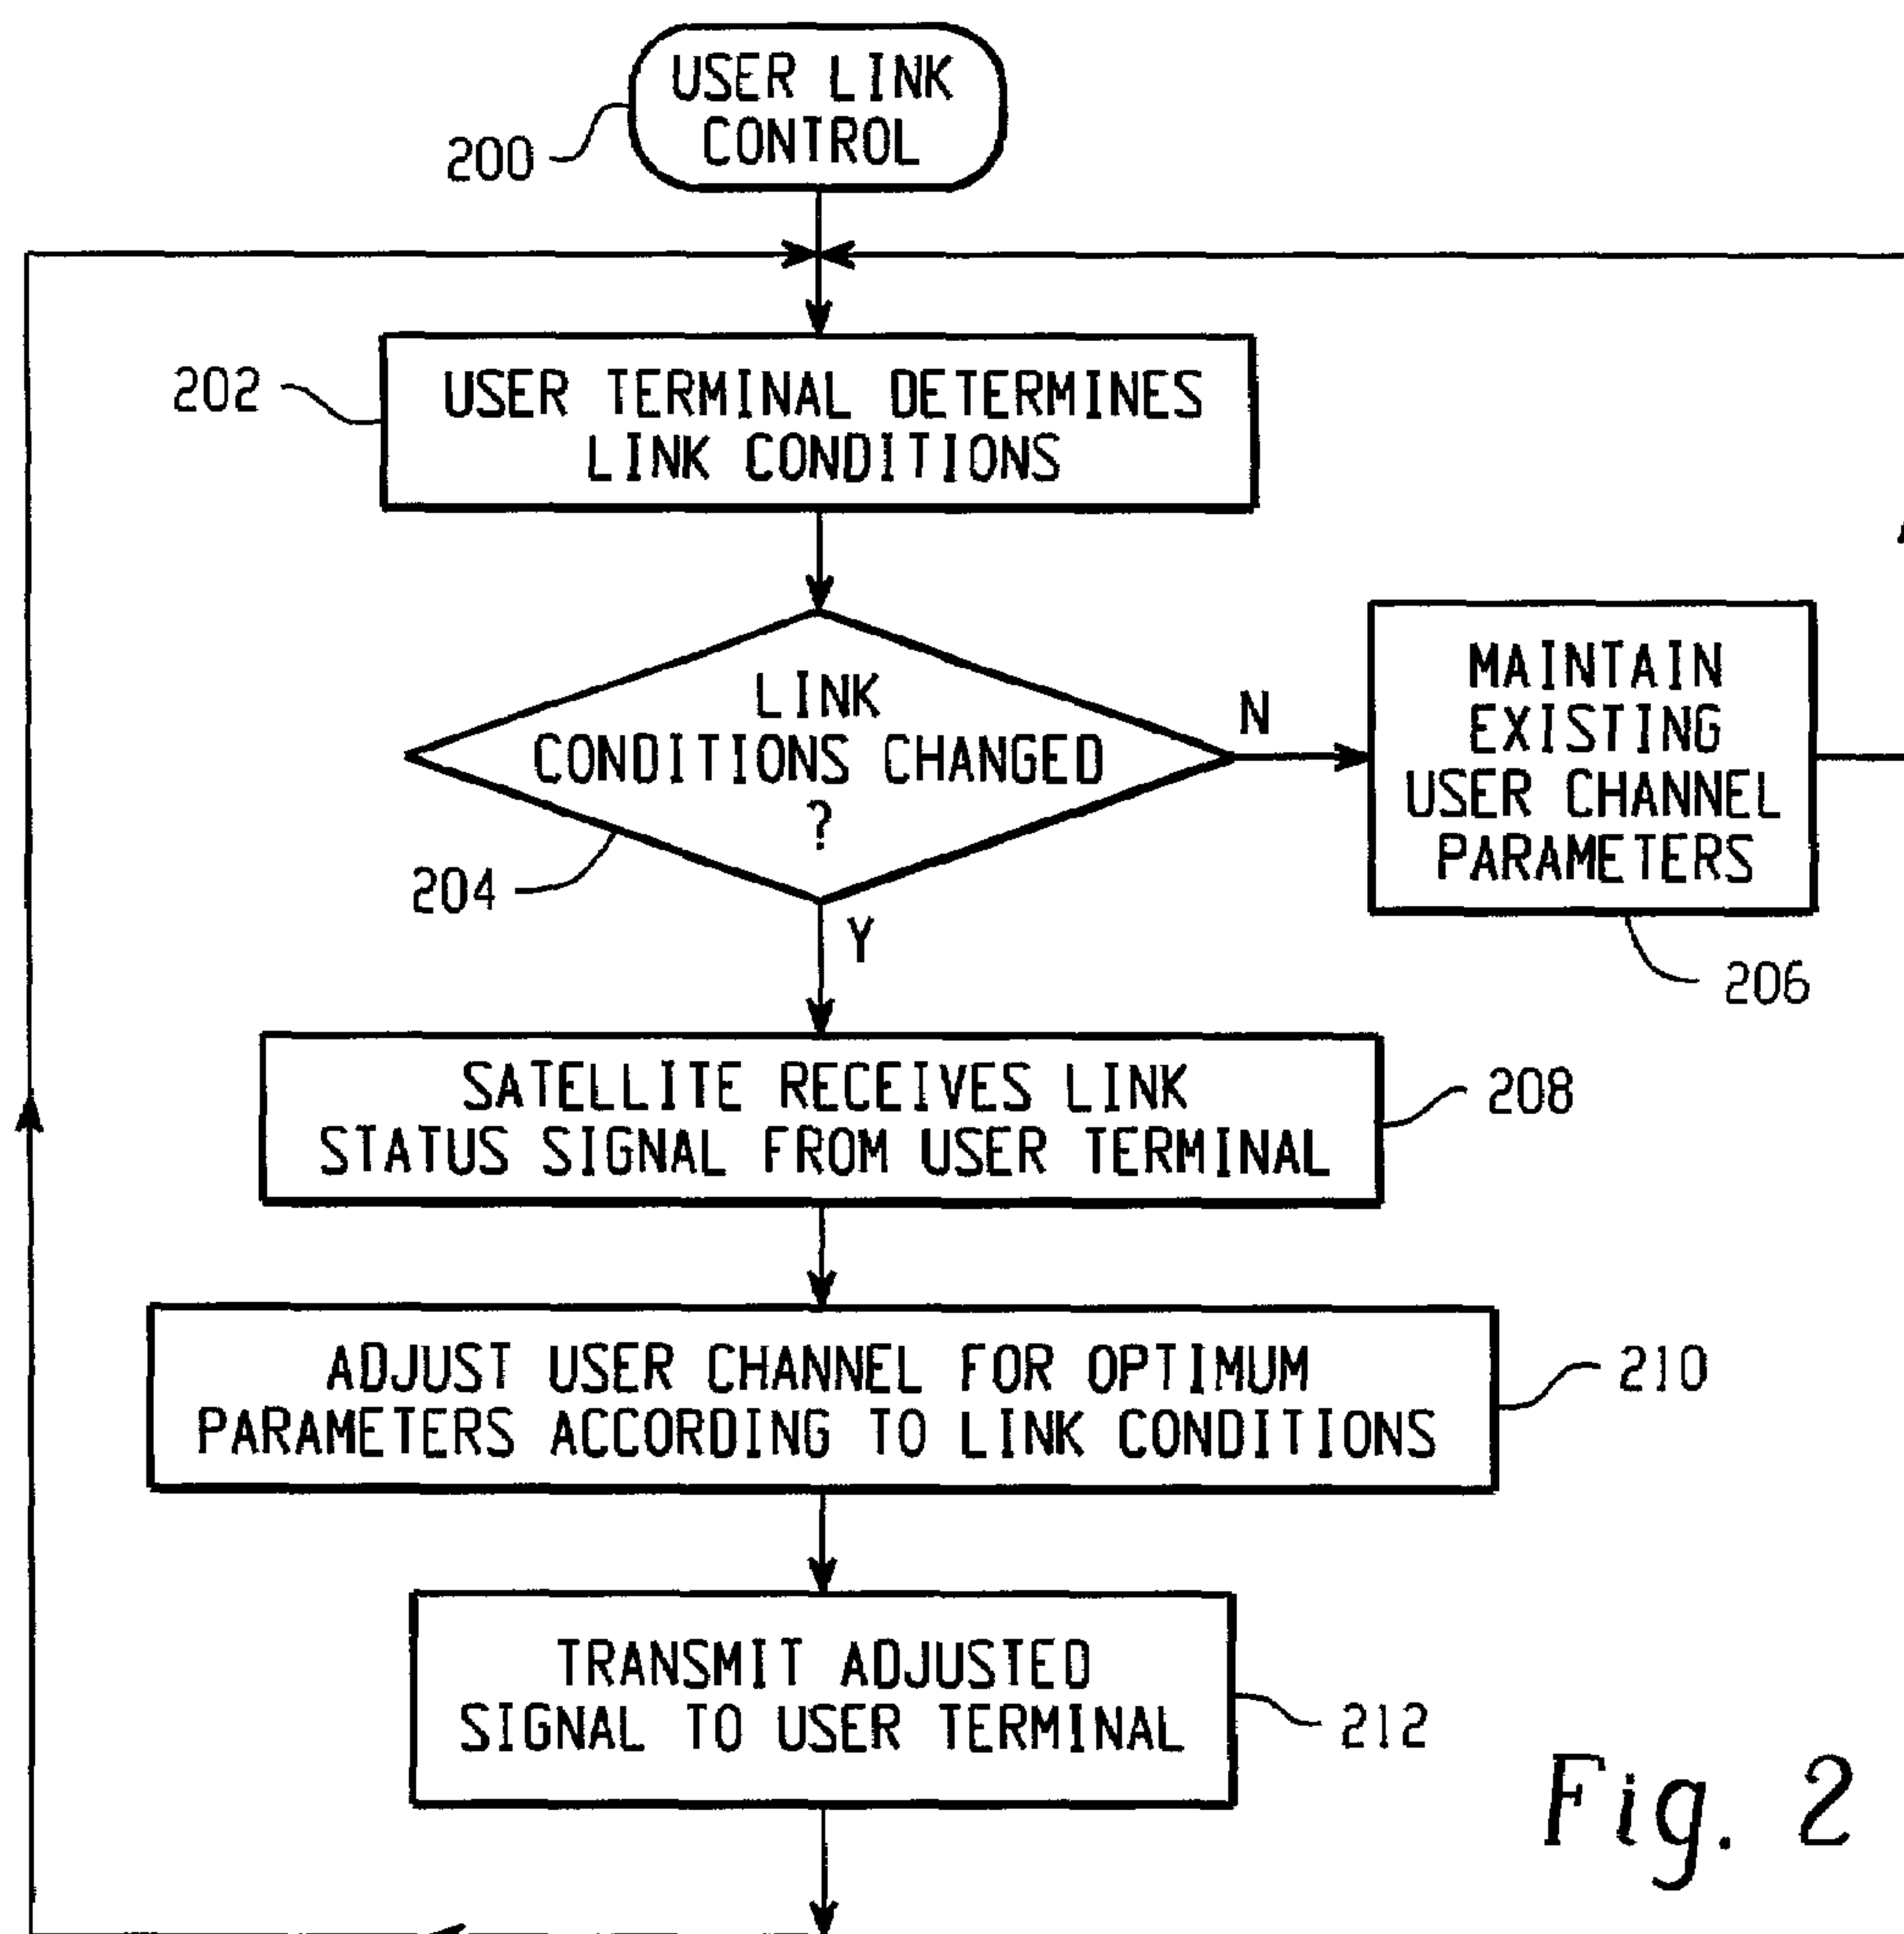 USER LINK
CONTROL
200
202
USER TERMINAL DETERMINES
LINK CONDITIONS
LINK
CONDITIONS CHANGED
?
N
204
Y
MAINTAIN
EXISTING
USER CHANNEL
PARAMETERS
206
SATELLITE RECEIVES LINK
STATUS SIGNAL FROM USER TERMINAL
208
ADJUST USER CHANNEL FOR OPTIMUM
PARAMETERS ACCORDING TO LINK CONDITIONS
210
TRANSMIT ADJUSTED
SIGNAL TO USER TERMINAL
212
Fig. 2